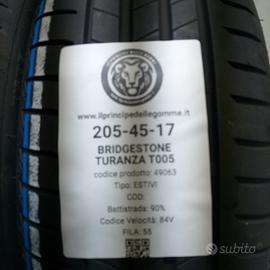 www.ilprincipedellegomme.it
205-45-17
BRIDGESTONE
TURANZA T005
codice prodotto: 49063
Tipo: ESTIVI
COD:
Battistrada: 90%
Codice Velocità: 84V
FILA: 55
subito